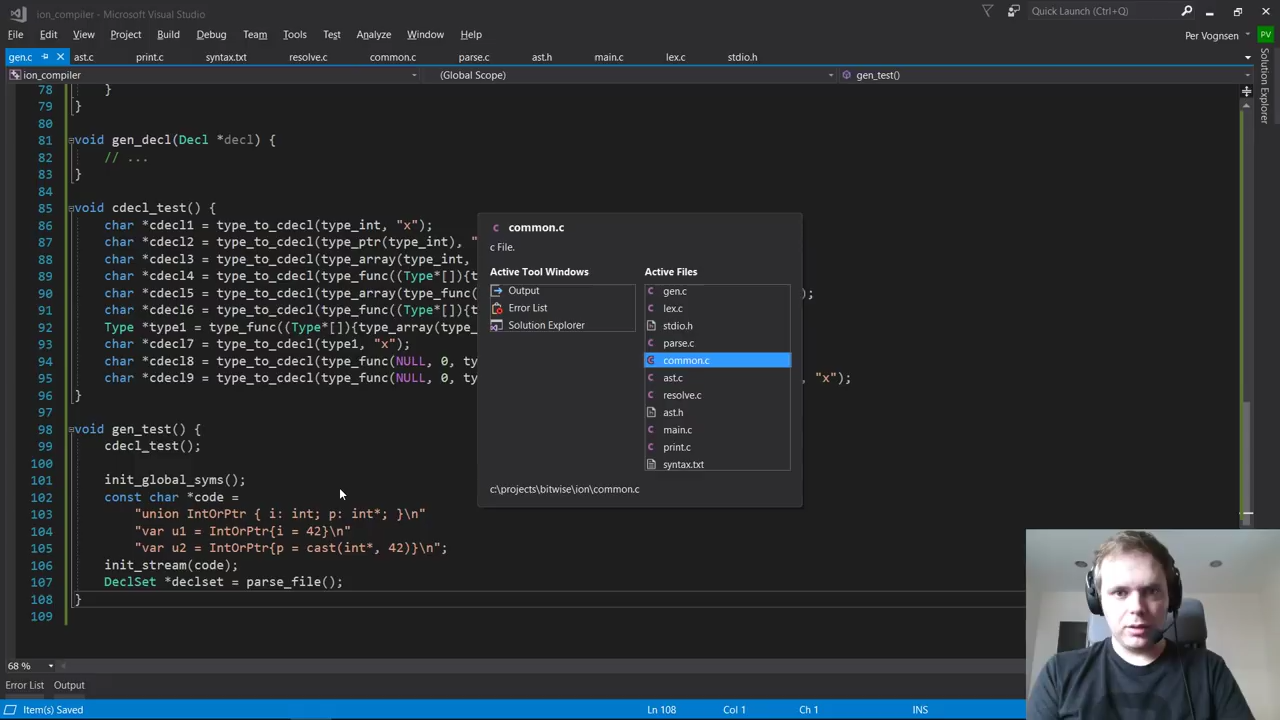 ion_compiler - Microsoft Visual Studio
Quick Launch (Ctrl+Q)
File Edit View Project Build Debug Team Tools Test Analyze Window Help
Per Vognsen PV
gen.c ast.c print.c syntax.txt resolve.c common.c parse.c ast.h main.c lex.c stdio.h
ion_compiler (Global Scope) gen_test()
Solution Explorer
78 }
79 }
80
81 void gen_decl(Decl *decl) {
82 // ...
83 }
84
85 void cdecl_test() {
86 char *cdecl1 = type_to_cdecl(type_int, "x");
87 char *cdecl2 = type_to_cdecl(type_ptr(type_int), "
88 char *cdecl3 = type_to_cdecl(type_array(type_int,
89 char *cdecl4 = type_to_cdecl(type_func((Type*[]){t
90 char *cdecl5 = type_to_cdecl(type_array(type_func( );
91 char *cdecl6 = type_to_cdecl(type_func((Type*[]){t
92 Type *type1 = type_func((Type*[]){type_array(type_
93 char *cdecl7 = type_to_cdecl(type1, "x");
94 char *cdecl8 = type_to_cdecl(type_func(NULL, 0, ty
95 char *cdecl9 = type_to_cdecl(type_func(NULL, 0, ty , "x");
96 }
97
98 void gen_test() {
99 cdecl_test();
100
101 init_global_syms();
102 const char *code =
103 "union IntOrPtr { i: int; p: int*; }\n"
104 "var u1 = IntOrPtr{i = 42}\n"
105 "var u2 = IntOrPtr{p = cast(int*, 42)}\n";
106 init_stream(code);
107 DeclSet *declset = parse_file();
108 }
109
common.c
c File.
Active Tool Windows
Output
Error List
Solution Explorer
Active Files
gen.c
lex.c
stdio.h
parse.c
common.c
ast.c
resolve.c
ast.h
main.c
print.c
syntax.txt
c:\projects\bitwise\ion\common.c
68 %
Error List Output
Item(s) Saved Ln 108 Col 1 Ch 1 INS